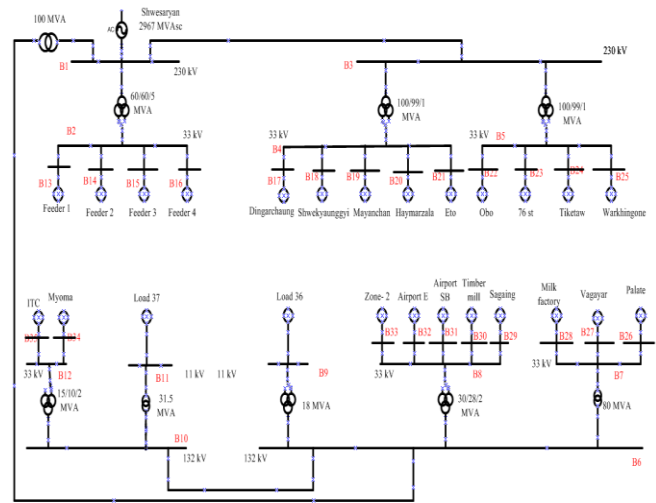 Shwesaryan
100 MVA
AC
2967 MVAsc
B1
230 kV
B3
230 kV
60/60/5
MVA
100/99/1
MVA
100/99/1
MVA
B2
33 kV
33 kV
B4
33 kV
B5
B13
B14
B15
B16
B17
B18
B19
B20
B21
B22
B23
B24
B25
Feeder 1
Feeder 2
Feeder 3
Feeder 4
Dingarchaung
Shwekyaunggyi
Mayanchan
Haymarzala
Eto
Obo
76 st
Tiketaw
Warkhingone
ITC
Myoma
Load 37
Load 36
Zone- 2
Airport E
Airport
SB
Timber
mill
Sagaing
Milk
factory
Vagayar
Palate
B35
B34
B33
B32
B31
B30
B29
B28
B27
B26
33 kV
B12
B11
11 kV
11 kV
B9
33 kV
B8
33 kV
B7
15/10/2
MVA
31.5
MVA
18 MVA
30/28/2
MVA
80 MVA
B10
132 kV
132 kV
B6